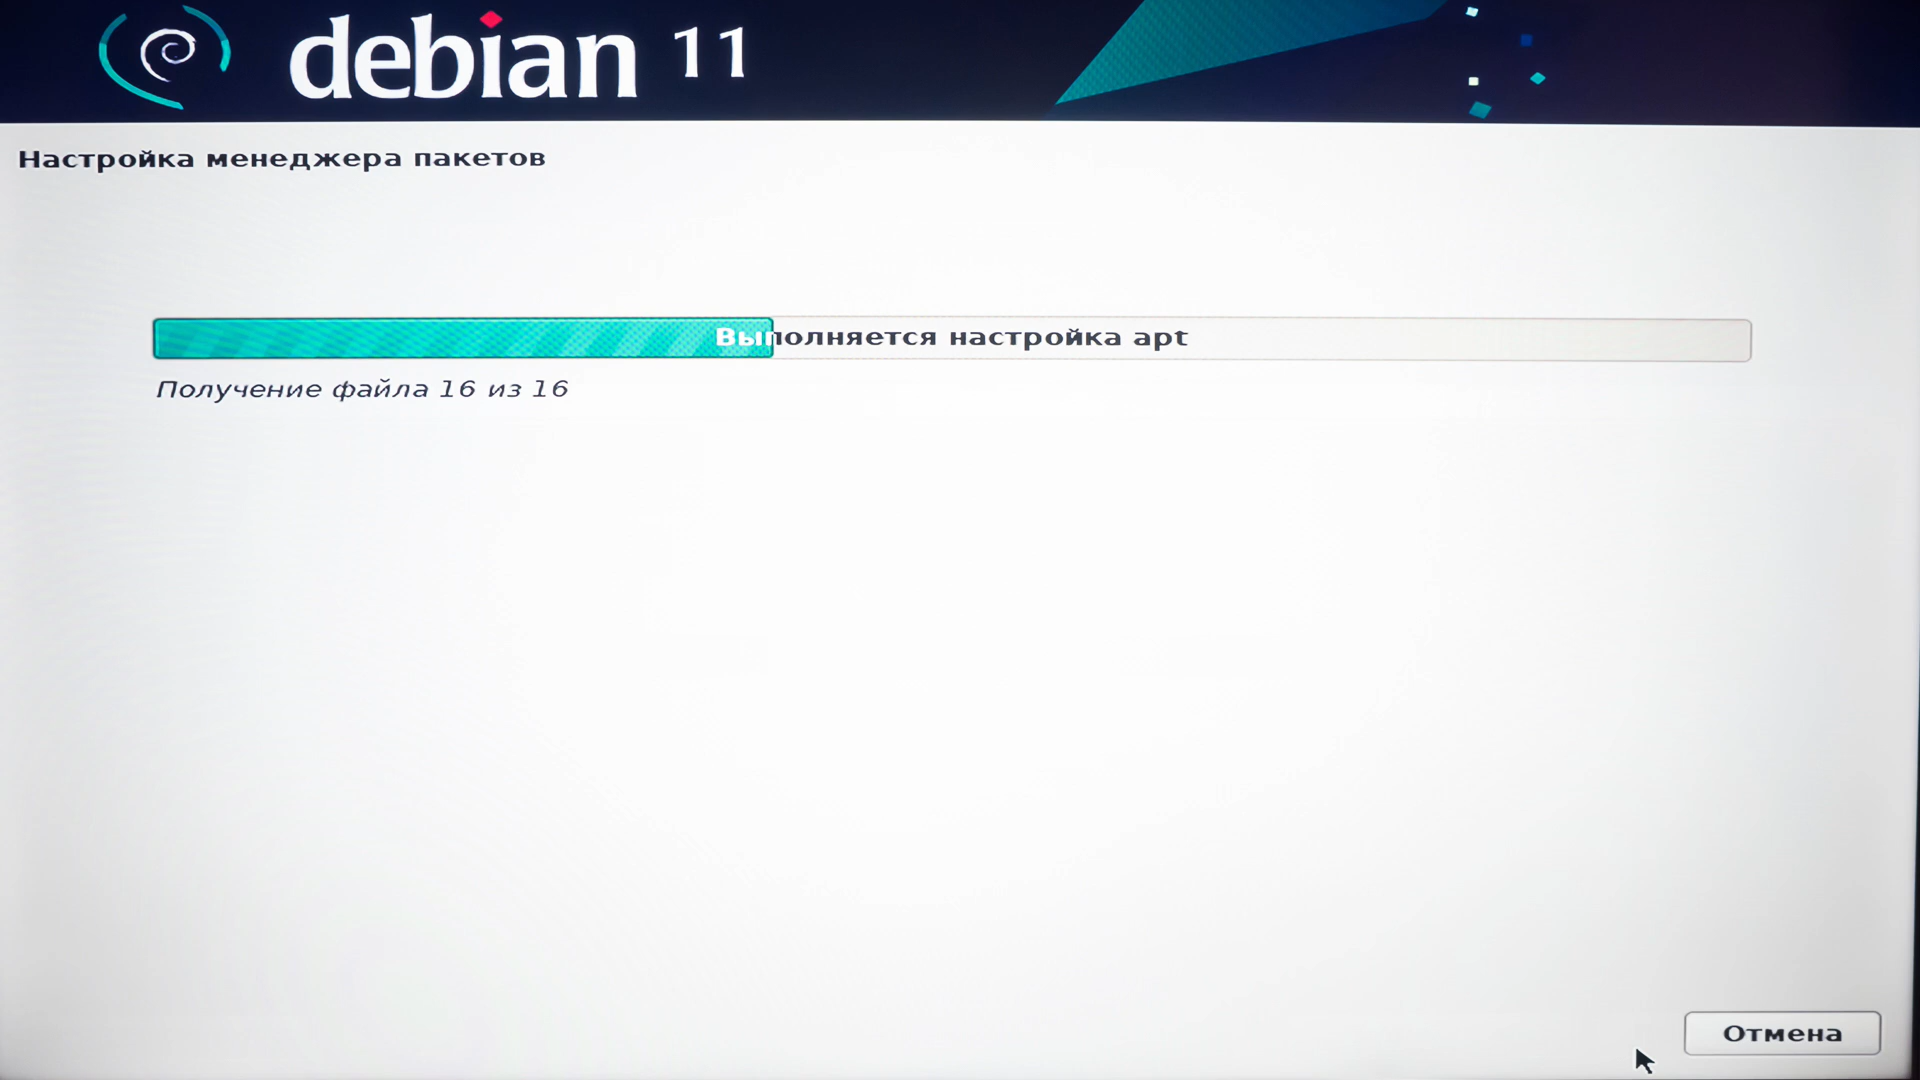 debian 11
Настройка менеджера пакетов
Выполняется настройка apt
Получение файла 16 из 16
Отмена